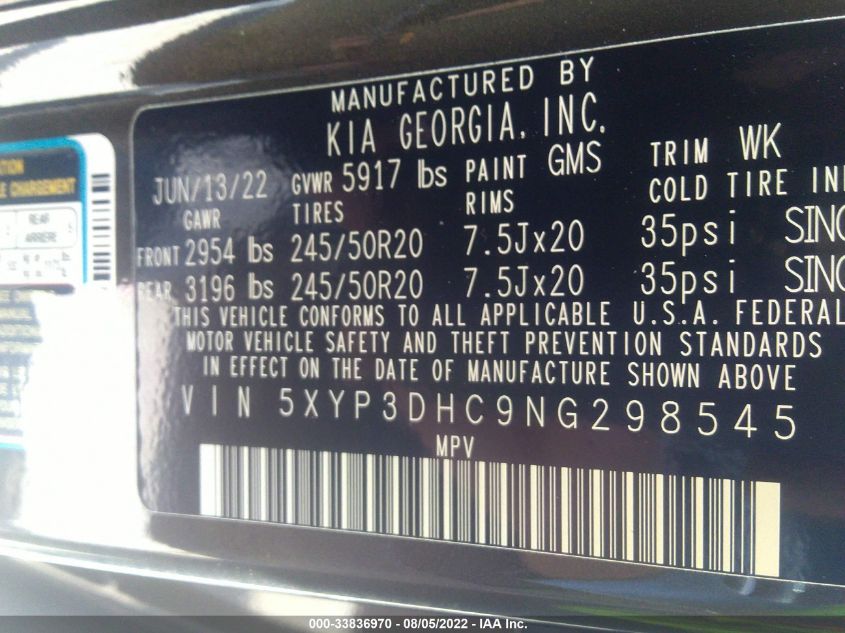 MANUFACTURED BY
KIA GEORGIA, INC.
JUN/13/22 GVWR 5917 lbs PAINT GMS TRIM WK
GAWR TIRES RIMS COLD TIRE
FRONT 2954 lbs 245/50R20 7.5Jx20 35psi
REAR 3196 lbs 245/50R20 7.5Jx20 35psi
THIS VEHICLE CONFORMS TO ALL APPLICABLE U.S.A. FEDERAL
MOTOR VEHICLE SAFETY AND THEFT PREVENTION STANDARDS
IN EFFECT ON THE DATE OF MANUFACTURE SHOWN ABOVE
VIN 5XYP3DHC9NG298545
MPV
CHARGEMENT
REAR
ARRIERE
000-33836970 - 08/05/2022 - IAA Inc.